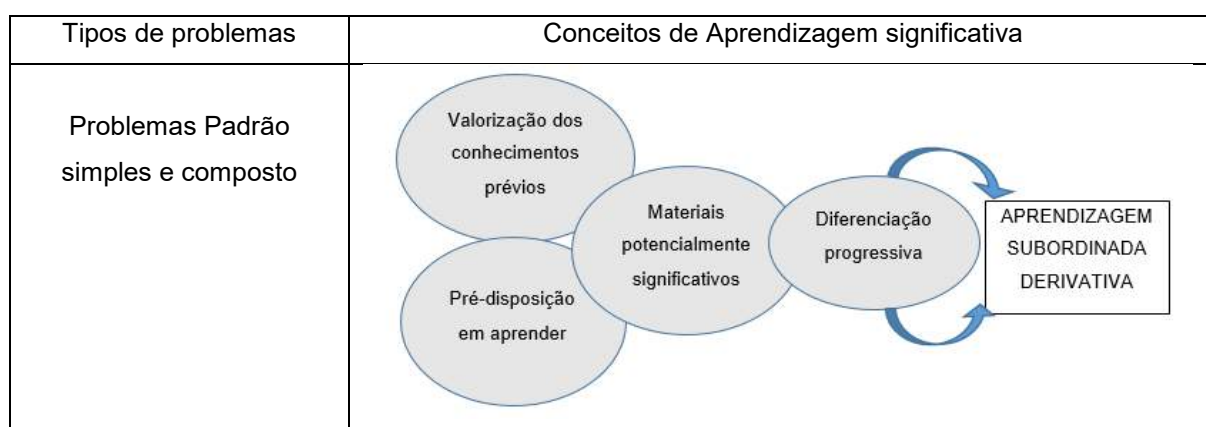 Tipos de problemas
Conceitos de Aprendizagem significativa
Problemas Padrão
simples e composto
Valorização dos
conhecimentos
prévios
Pré-disposição
em aprender
Materiais
potencialmente
significativos
Diferenciação
progressiva
APRENDIZAGEM
SUBORDINADA
DERIVATIVA